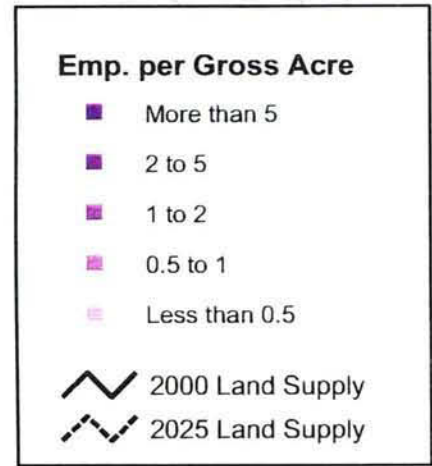 Emp. per Gross Acre
More than 5
2 to 5
1 to 2
0.5 to 1
Less than 0.5
2000 Land Supply
2025 Land Supply